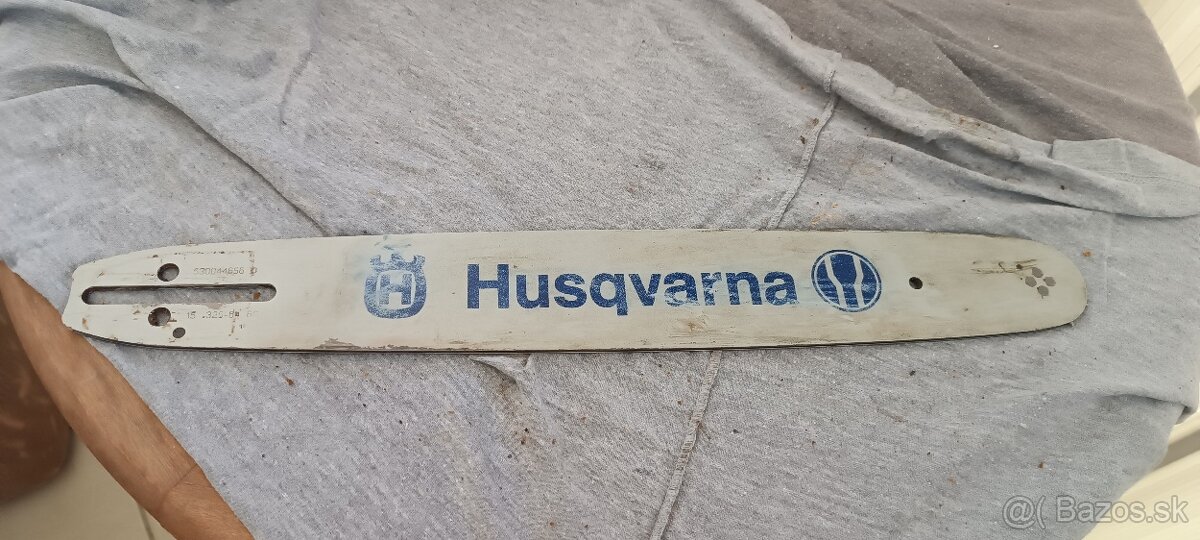 Husqvarna
H
@( Bazos.sk